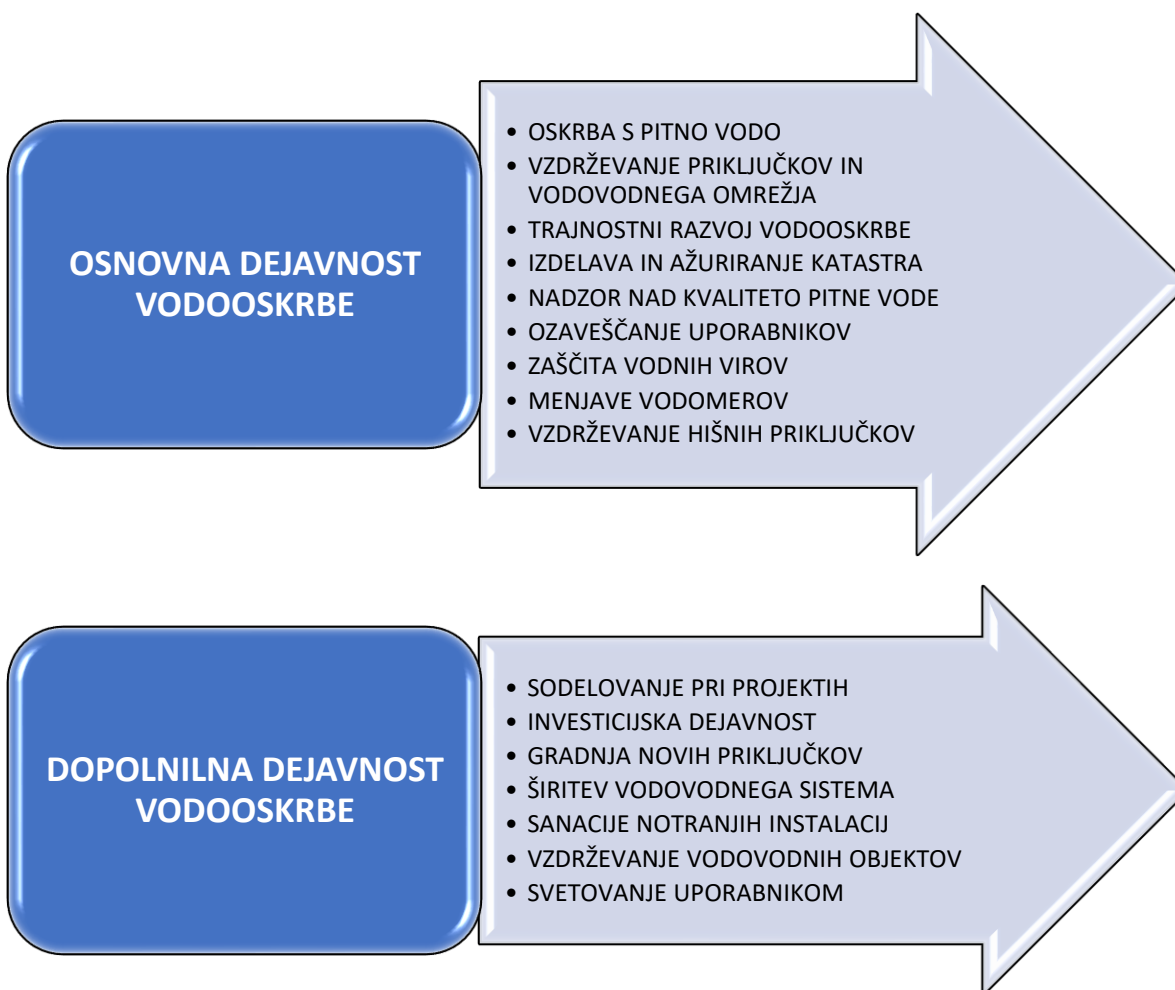 OSNOVNA DEJAVNOST
VODOOSKRBE
• OSKRBA S PITNO VODO
• VZDRŽEVANJE PRIKLJUČKOV IN
VODOVODNEGA OMREŽJA
• TRAJNOSTNI RAZVOJ VODOOSKRBE
• IZDELAVA IN AŽURIRANJE KATASTRA
• NADZOR NAD KVALITETO PITNE VODE
• OZAVEŠČANJE UPORABNIKOV
• ZAŠČITA VODNIH VIROV
• MENJAVE VODOMEROV
• VZDRŽEVANJE HIŠNIH PRIKLJUČKOV
DOPOLNILNA DEJAVNOST
VODOOSKRBE
• SODELOVANJE PRI PROJEKTIH
• INVESTICIJSKA DEJAVNOST
• GRADNJA NOVIH PRIKLJUČKOV
• ŠIRITEV VODOVODNEGA SISTEMA
• SANACIJE NOTRANJIH INSTALACIJ
• VZDRŽEVANJE VODOVODNIH OBJEKTOV
• SVETOVANJE UPORABNIKOM